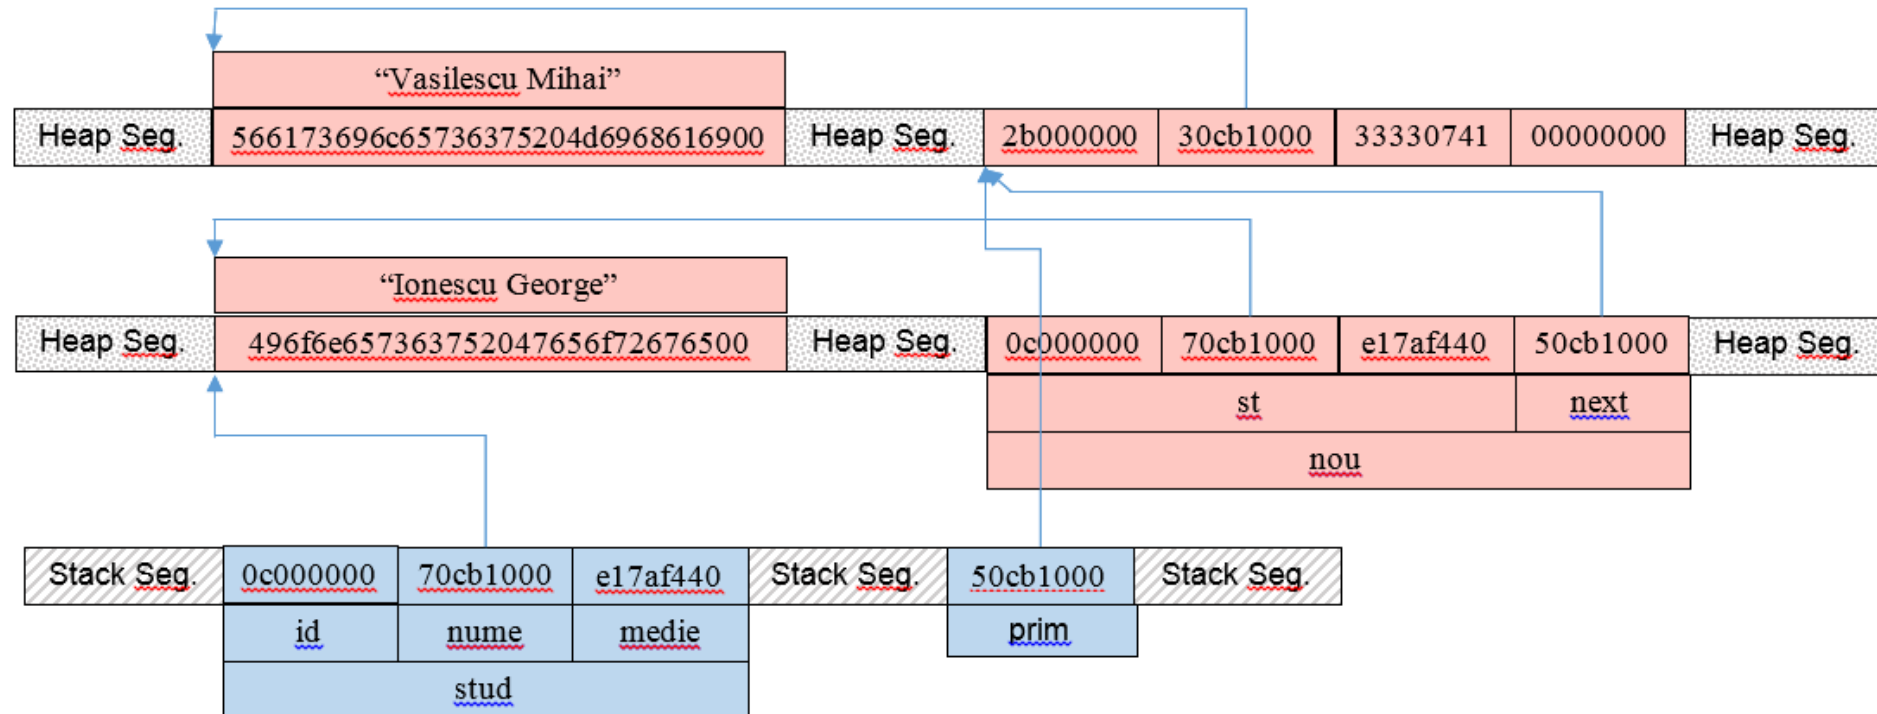 “Vasilescu Mihai”
Heap Seg. 566173696c65736375204d6968616900 Heap Seg. 2b000000 30cb1000 33330741 00000000 Heap Seg.
“Ionescu George”
Heap Seg. 496f6e657363752047656f72676500 Heap Seg. 0c000000 70cb1000 e17af440 50cb1000 Heap Seg.
st next
nou
Stack Seg. 0c000000 70cb1000 e17af440 Stack Seg. 50cb1000 Stack Seg.
id nume medie prim
stud